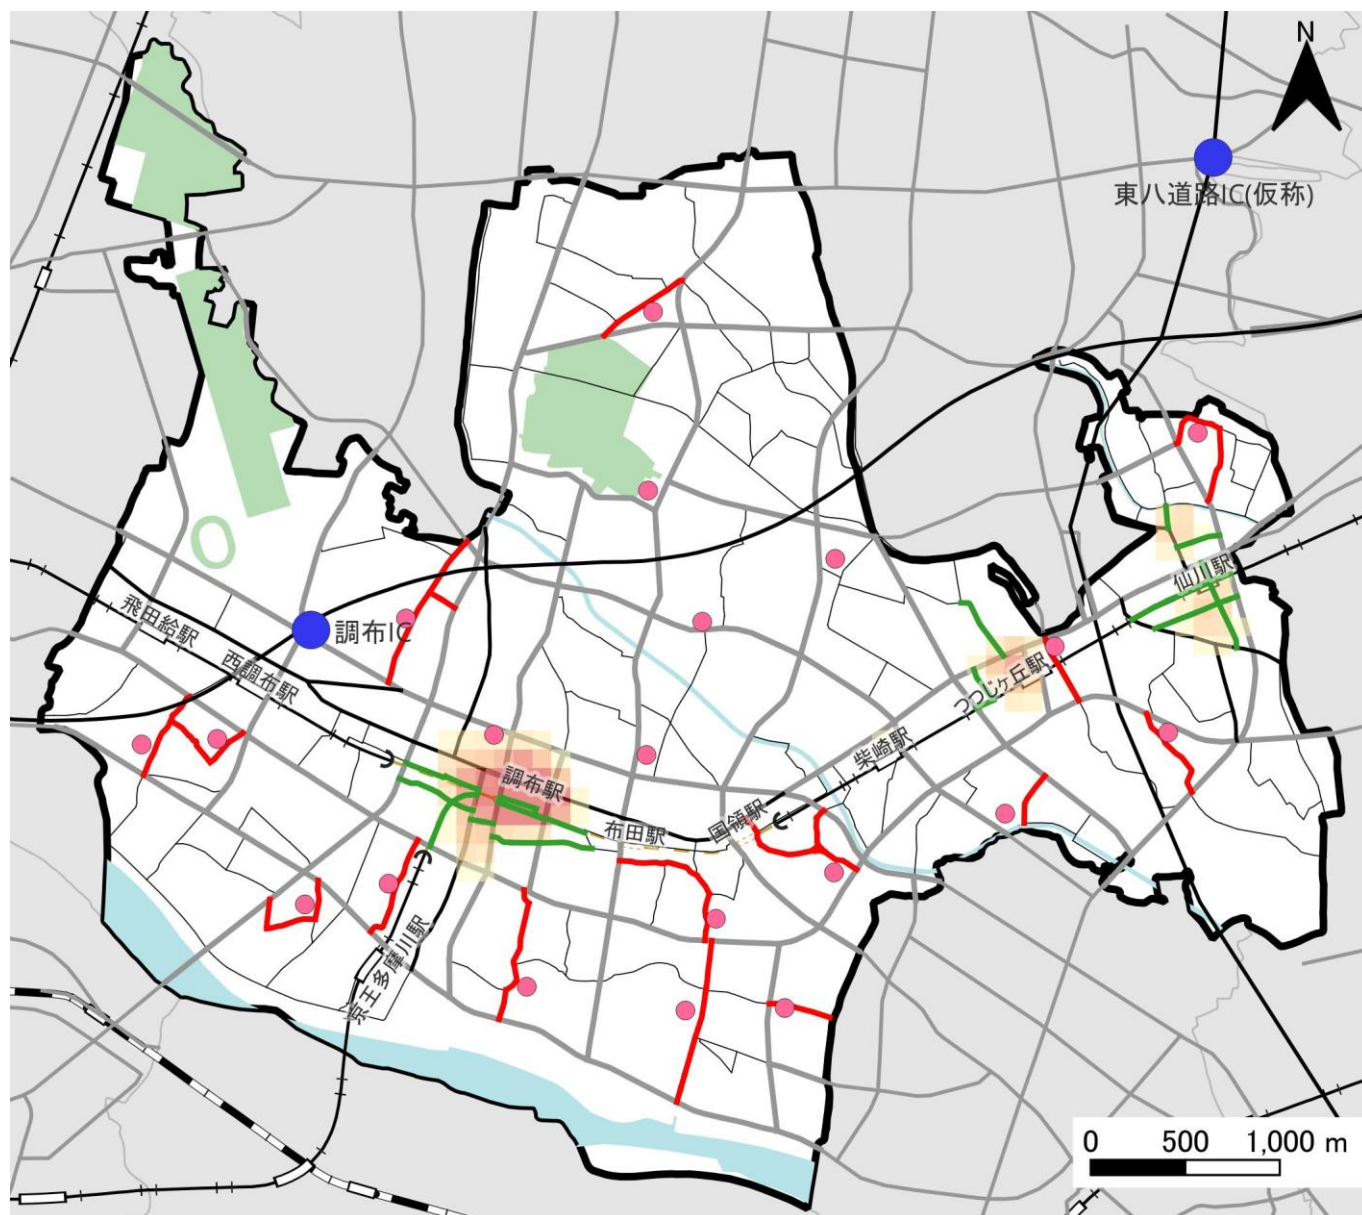 N
東八道路IC(仮称)
仙川駅
飛田給駅
調布IC
西調布駅
つつじヶ丘駅
柴崎駅
調布駅
国領駅
布田駅
京王多摩川駅
0 500 1,000 m